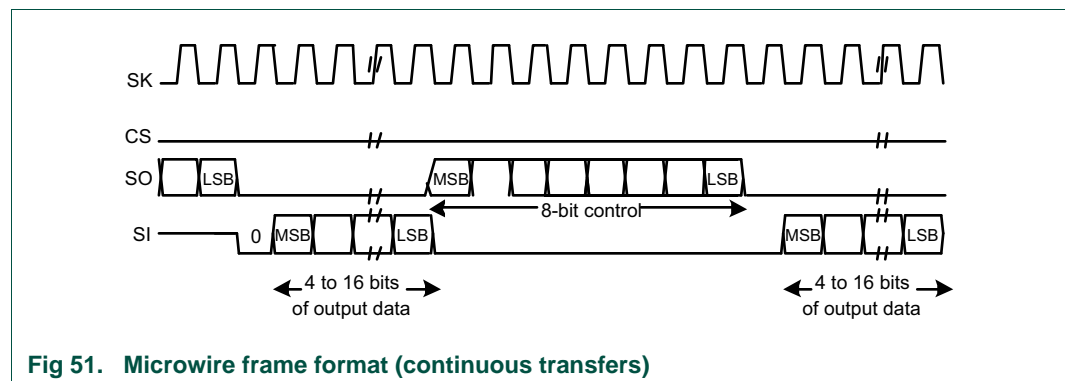 SK
CS
SO LSB MSB LSB
8-bit control
SI 0 MSB LSB MSB LSB
4 to 16 bits
of output data
4 to 16 bits
of output data
Fig 51. Microwire frame format (continuous transfers)